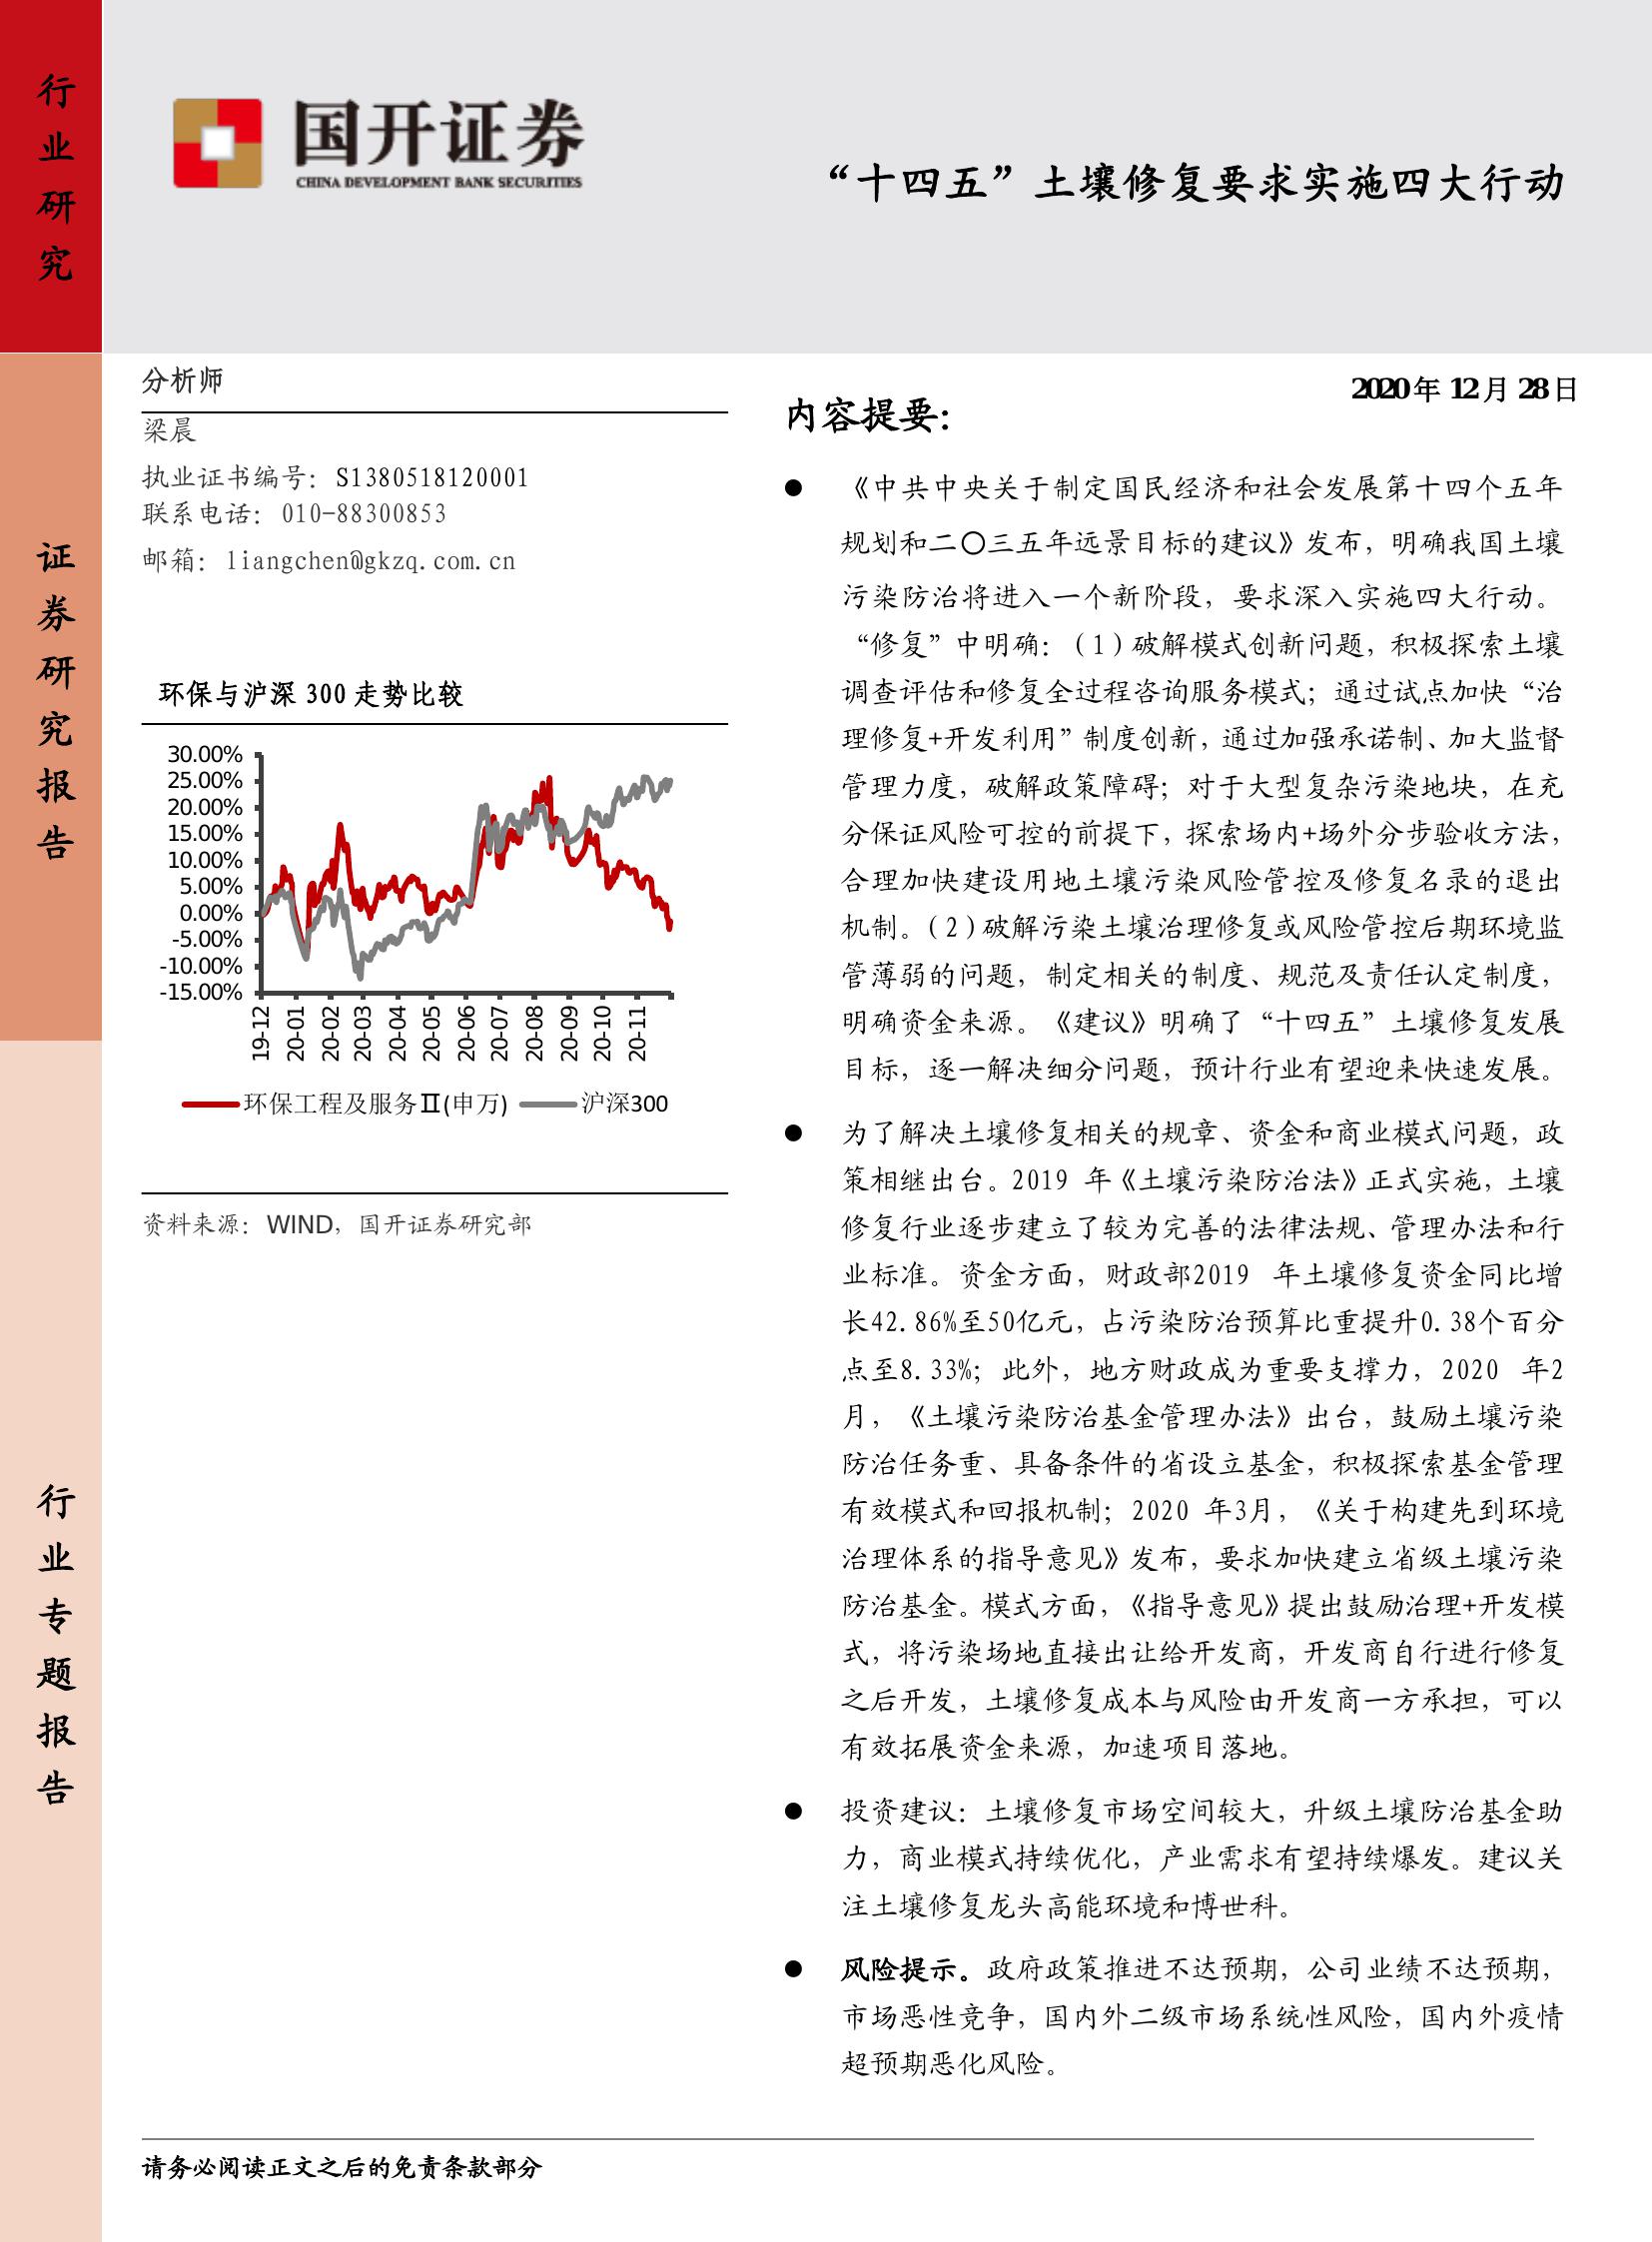 行业研究
证券研究报告
行业专题报告
国开证券
CHINA DEVELOPMENT BANK SECURITIES
“十四五”土壤修复要求实施四大行动
分析师
梁晨
执业证书编号：S1380518120001
联系电话：010-88300853
邮箱：liangchen@gkzq.com.cn
环保与沪深 300 走势比较
30.00%
25.00%
20.00%
15.00%
10.00%
5.00%
0.00%
-5.00%
-10.00%
-15.00%
19-12
20-01
20-02
20-03
20-04
20-05
20-06
20-07
20-08
20-09
20-10
20-11
环保工程及服务Ⅱ(申万)
沪深300
资料来源：WIND，国开证券研究部
2020 年 12 月 28 日
内容提要：
● 《中共中央关于制定国民经济和社会发展第十四个五年
规划和二〇三五年远景目标的建议》发布，明确我国土壤
污染防治将进入一个新阶段，要求深入实施四大行动。
“修复”中明确：（1）破解模式创新问题，积极探索土壤
调查评估和修复全过程咨询服务模式；通过试点加快“治
理修复+开发利用”制度创新，通过加强承诺制、加大监督
管理力度，破解政策障碍；对于大型复杂污染地块，在充
分保证风险可控的前提下，探索场内+场外分步验收方法，
合理加快建设用地土壤污染风险管控及修复名录的退出
机制。（2）破解污染土壤治理修复或风险管控后期环境监
管薄弱的问题，制定相关的制度、规范及责任认定制度，
明确资金来源。《建议》明确了“十四五”土壤修复发展
目标，逐一解决细分问题，预计行业有望迎来快速发展。
● 为了解决土壤修复相关的规章、资金和商业模式问题，政
策相继出台。2019 年《土壤污染防治法》正式实施，土壤
修复行业逐步建立了较为完善的法律法规、管理办法和行
业标准。资金方面，财政部2019 年土壤修复资金同比增
长42.86%至50亿元，占污染防治预算比重提升0.38个百分
点至8.33%；此外，地方财政成为重要支撑力，2020 年2
月，《土壤污染防治基金管理办法》出台，鼓励土壤污染
防治任务重、具备条件的省设立基金，积极探索基金管理
有效模式和回报机制；2020 年3月，《关于构建先到环境
治理体系的指导意见》发布，要求加快建立省级土壤污染
防治基金。模式方面，《指导意见》提出鼓励治理+开发模
式，将污染场地直接出让给开发商，开发商自行进行修复
之后开发，土壤修复成本与风险由开发商一方承担，可以
有效拓展资金来源，加速项目落地。
● 投资建议：土壤修复市场空间较大，升级土壤防治基金助
力，商业模式持续优化，产业需求有望持续爆发。建议关
注土壤修复龙头高能环境和博世科。
● 风险提示。政府政策推进不达预期，公司业绩不达预期，
市场恶性竞争，国内外二级市场系统性风险，国内外疫情
超预期恶化风险。
请务必阅读正文之后的免责条款部分